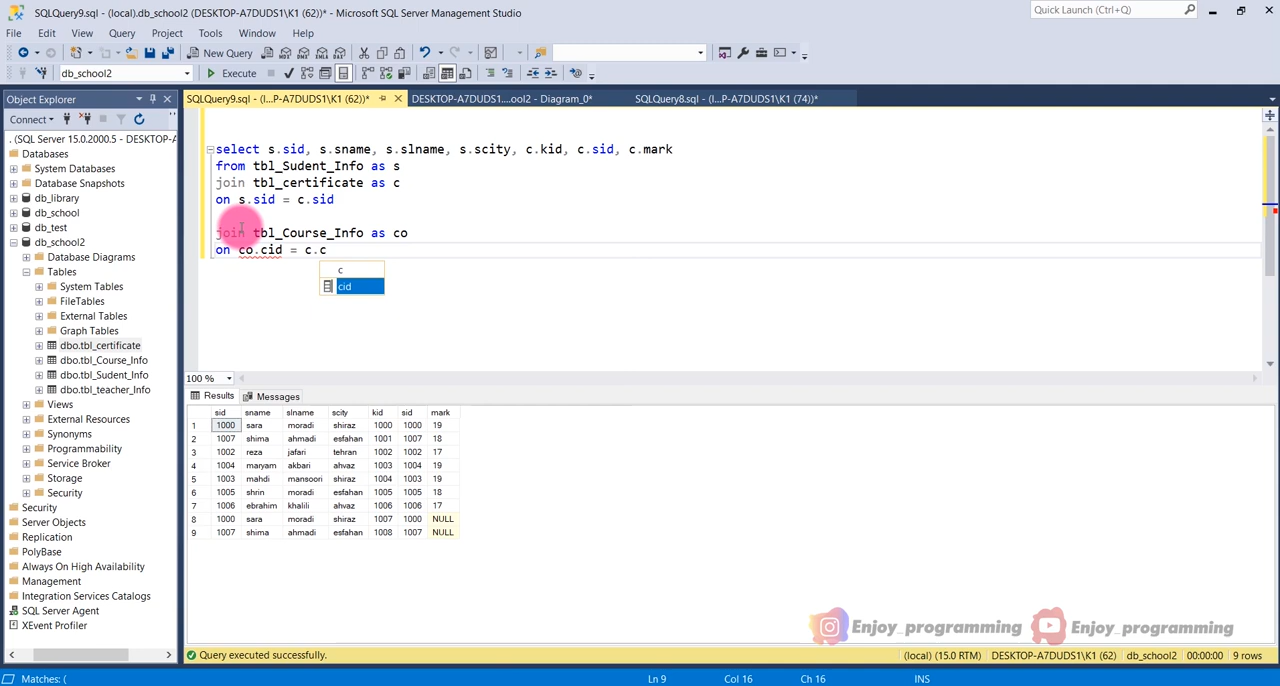 SQLQuery9.sql - (local).db_school2 (DESKTOP-A7DUDS1\K1 (62))* - Microsoft SQL Server Management Studio
Quick Launch (Ctrl+Q)
File Edit View Query Project Tools Window Help
New Query
db_school2 Execute
Object Explorer
SQLQuery9.sql - (l...P-A7DUDS1\K1 (62))* DESKTOP-A7DUDS1....ool2 - Diagram_0* SQLQuery8.sql - (l...P-A7DUDS1\K1 (74))*
Connect
. (SQL Server 15.0.2000.5 - DESKTOP-A
Databases
System Databases
Database Snapshots
db_library
db_school
db_test
db_school2
Database Diagrams
Tables
System Tables
FileTables
External Tables
Graph Tables
dbo.tbl_certificate
dbo.tbl_Course_Info
dbo.tbl_Sudent_Info
dbo.tbl_teacher_Info
Views
External Resources
Synonyms
Programmability
Service Broker
Storage
Security
Security
Server Objects
Replication
PolyBase
Always On High Availability
Management
Integration Services Catalogs
SQL Server Agent
XEvent Profiler
select s.sid, s.sname, s.slname, s.scity, c.kid, c.sid, c.mark
from tbl_Sudent_Info as s
join tbl_certificate as c
on s.sid = c.sid
join tbl_Course_Info as co
on co.cid = c.c
c
cid
100 %
Results Messages
sid sname slname scity kid sid mark
1 1000 sara moradi shiraz 1000 1000 19
2 1007 shima ahmadi esfahan 1001 1007 18
3 1002 reza jafari tehran 1002 1002 17
4 1004 maryam akbari ahvaz 1003 1004 19
5 1003 mahdi mansoori shiraz 1004 1003 19
6 1005 shrin moradi esfahan 1005 1005 18
7 1006 ebrahim khalili ahvaz 1006 1006 17
8 1000 sara moradi shiraz 1007 1000 NULL
9 1007 shima ahmadi esfahan 1008 1007 NULL
Enjoy_programming Enjoy_programming
Query executed successfully. (local) (15.0 RTM) DESKTOP-A7DUDS1\K1 (62) db_school2 00:00:00 9 rows
Matches: ( Ln 9 Col 16 Ch 16 INS